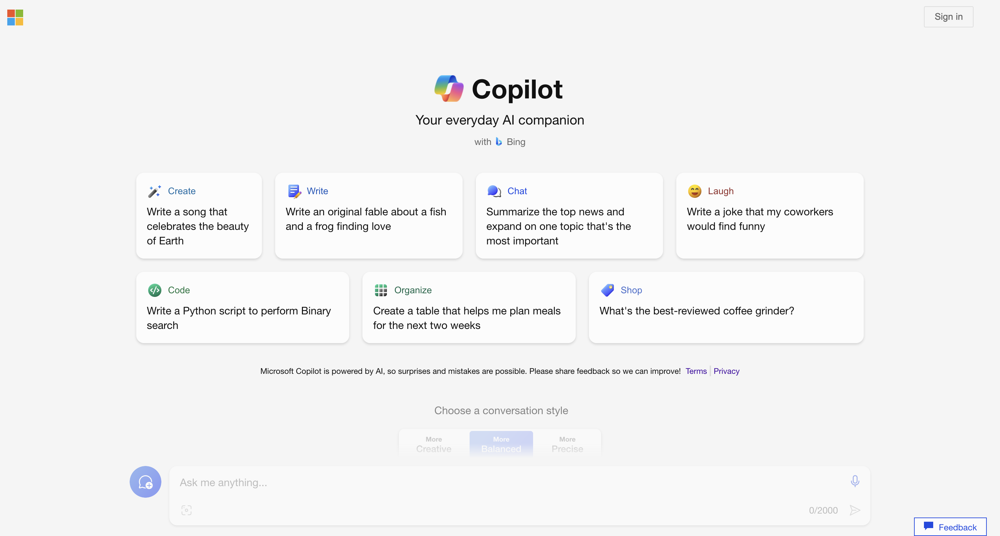 Sign in
Copilot
Your everyday AI companion
with Bing
Create
Write a song that
celebrates the beauty
of Earth
Write
Write an original fable about a fish
and a frog finding love
Chat
Summarize the top news and
expand on one topic that's the
most important
Laugh
Write a joke that my coworkers
would find funny
Code
Write a Python script to perform Binary
search
Organize
Create a table that helps me plan meals
for the next two weeks
Shop
What's the best-reviewed coffee grinder?
Microsoft Copilot is powered by AI, so surprises and mistakes are possible. Please share feedback so we can improve! Terms Privacy
Choose a conversation style
More
Creative
More
Balanced
More
Precise
Ask me anything...
0/2000
Feedback